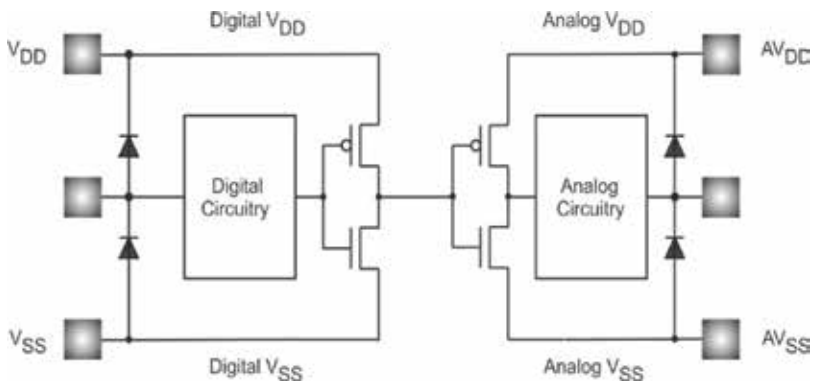 Digital VDD
Analog VDD
VDD
AVDD
Digital
Circuitry
Analog
Circuitry
VSS
AVSS
Digital VSS
Analog VSS